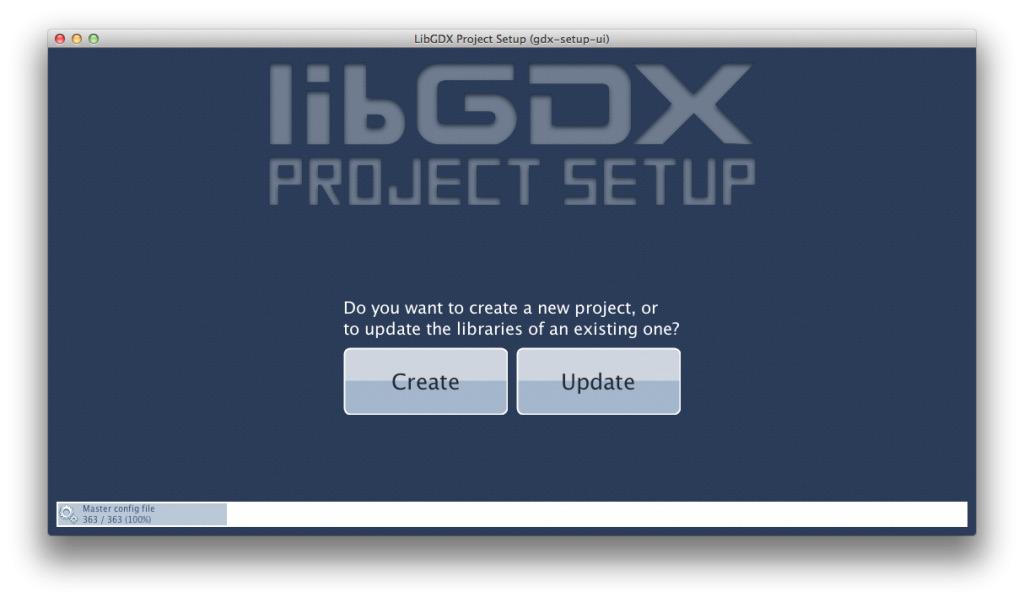 LibGDX Project Setup (gdx-setup-ui)
libGDX
PROJECT SETUP
Do you want to create a new project, or
to update the libraries of an existing one?
Create
Update
Master config file
363 / 363 (100%)